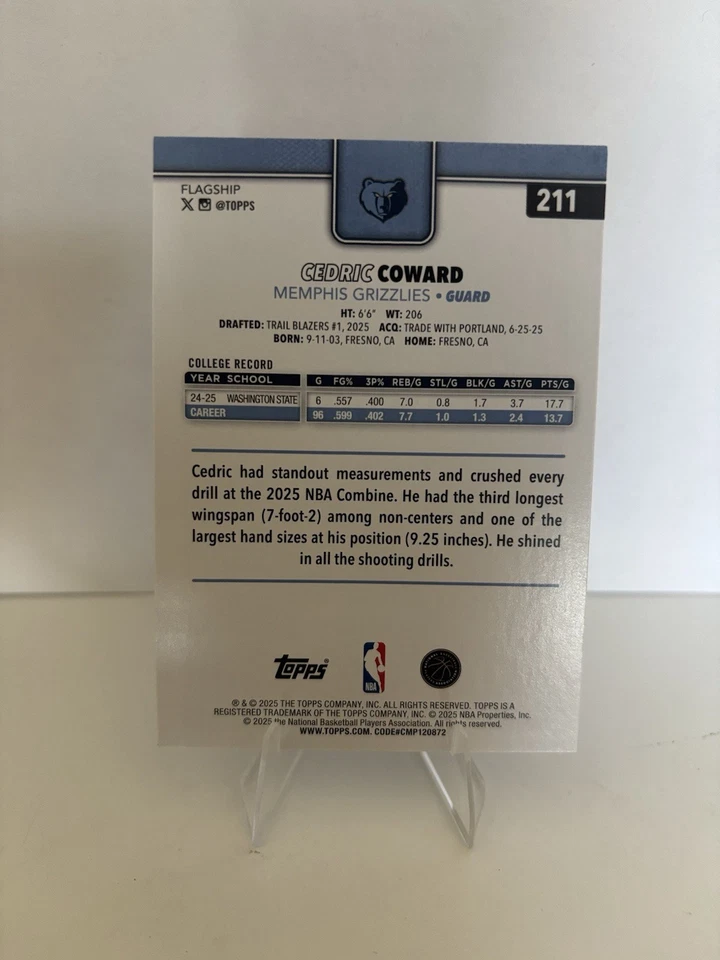 FLAGSHIP
@TOPPS
211
CEDRIC COWARD
MEMPHIS GRIZZLIES • GUARD
HT: 6'6" WT: 206
DRAFTED: TRAIL BLAZERS #1, 2025 ACQ: TRADE WITH PORTLAND, 6-25-25
BORN: 9-11-03, FRESNO, CA HOME: FRESNO, CA
COLLEGE RECORD
YEAR SCHOOL G FG% 3P% REB/G STL/G BLK/G AST/G PTS/G
24-25 WASHINGTON STATE 6 .557 .400 7.0 0.8 1.7 3.7 17.7
CAREER 96 .599 .402 7.7 1.0 1.3 2.4 13.7
Cedric had standout measurements and crushed every
drill at the 2025 NBA Combine. He had the third longest
wingspan (7-foot-2) among non-centers and one of the
largest hand sizes at his position (9.25 inches). He shined
in all the shooting drills.
topps®
NBA
® & © 2025 THE TOPPS COMPANY, INC. ALL RIGHTS RESERVED. TOPPS IS A
REGISTERED TRADEMARK OF THE TOPPS COMPANY, INC. © 2025 NBA Properties, Inc.
© 2025 the National Basketball Players Association. All rights reserved.
WWW.TOPPS.COM. CODE#CMP120872